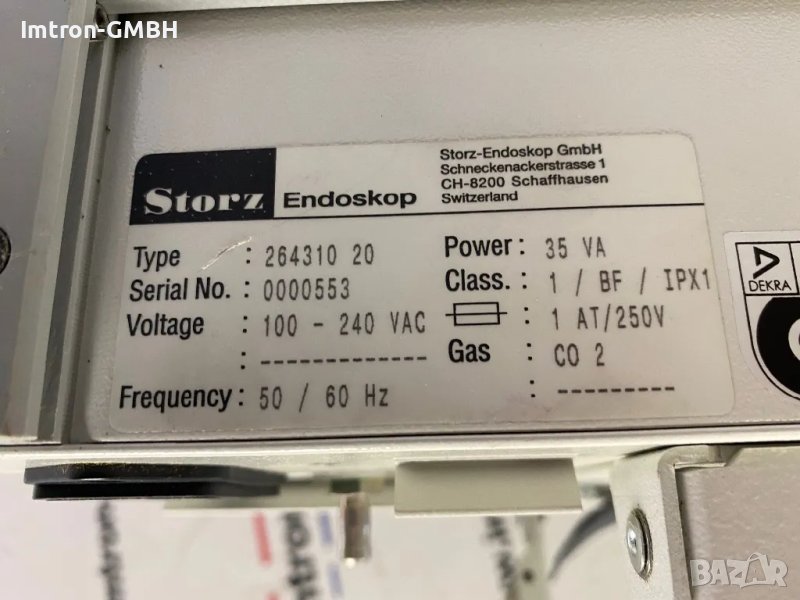 Imtron-GMBH
Storz Endoskop
Storz-Endoskop GmbH
Schneckenackerstrasse 1
CH-8200 Schaffhausen
Switzerland
Type : 264310 20
Serial No. : 0000553
Voltage : 100 - 240 VAC
: -------------
Frequency : 50 / 60 Hz
Power : 35 VA
Class. : 1 / BF / IPX1
: 1 AT/250V
Gas : CO 2
: ---------
DEKRA
BAZAR